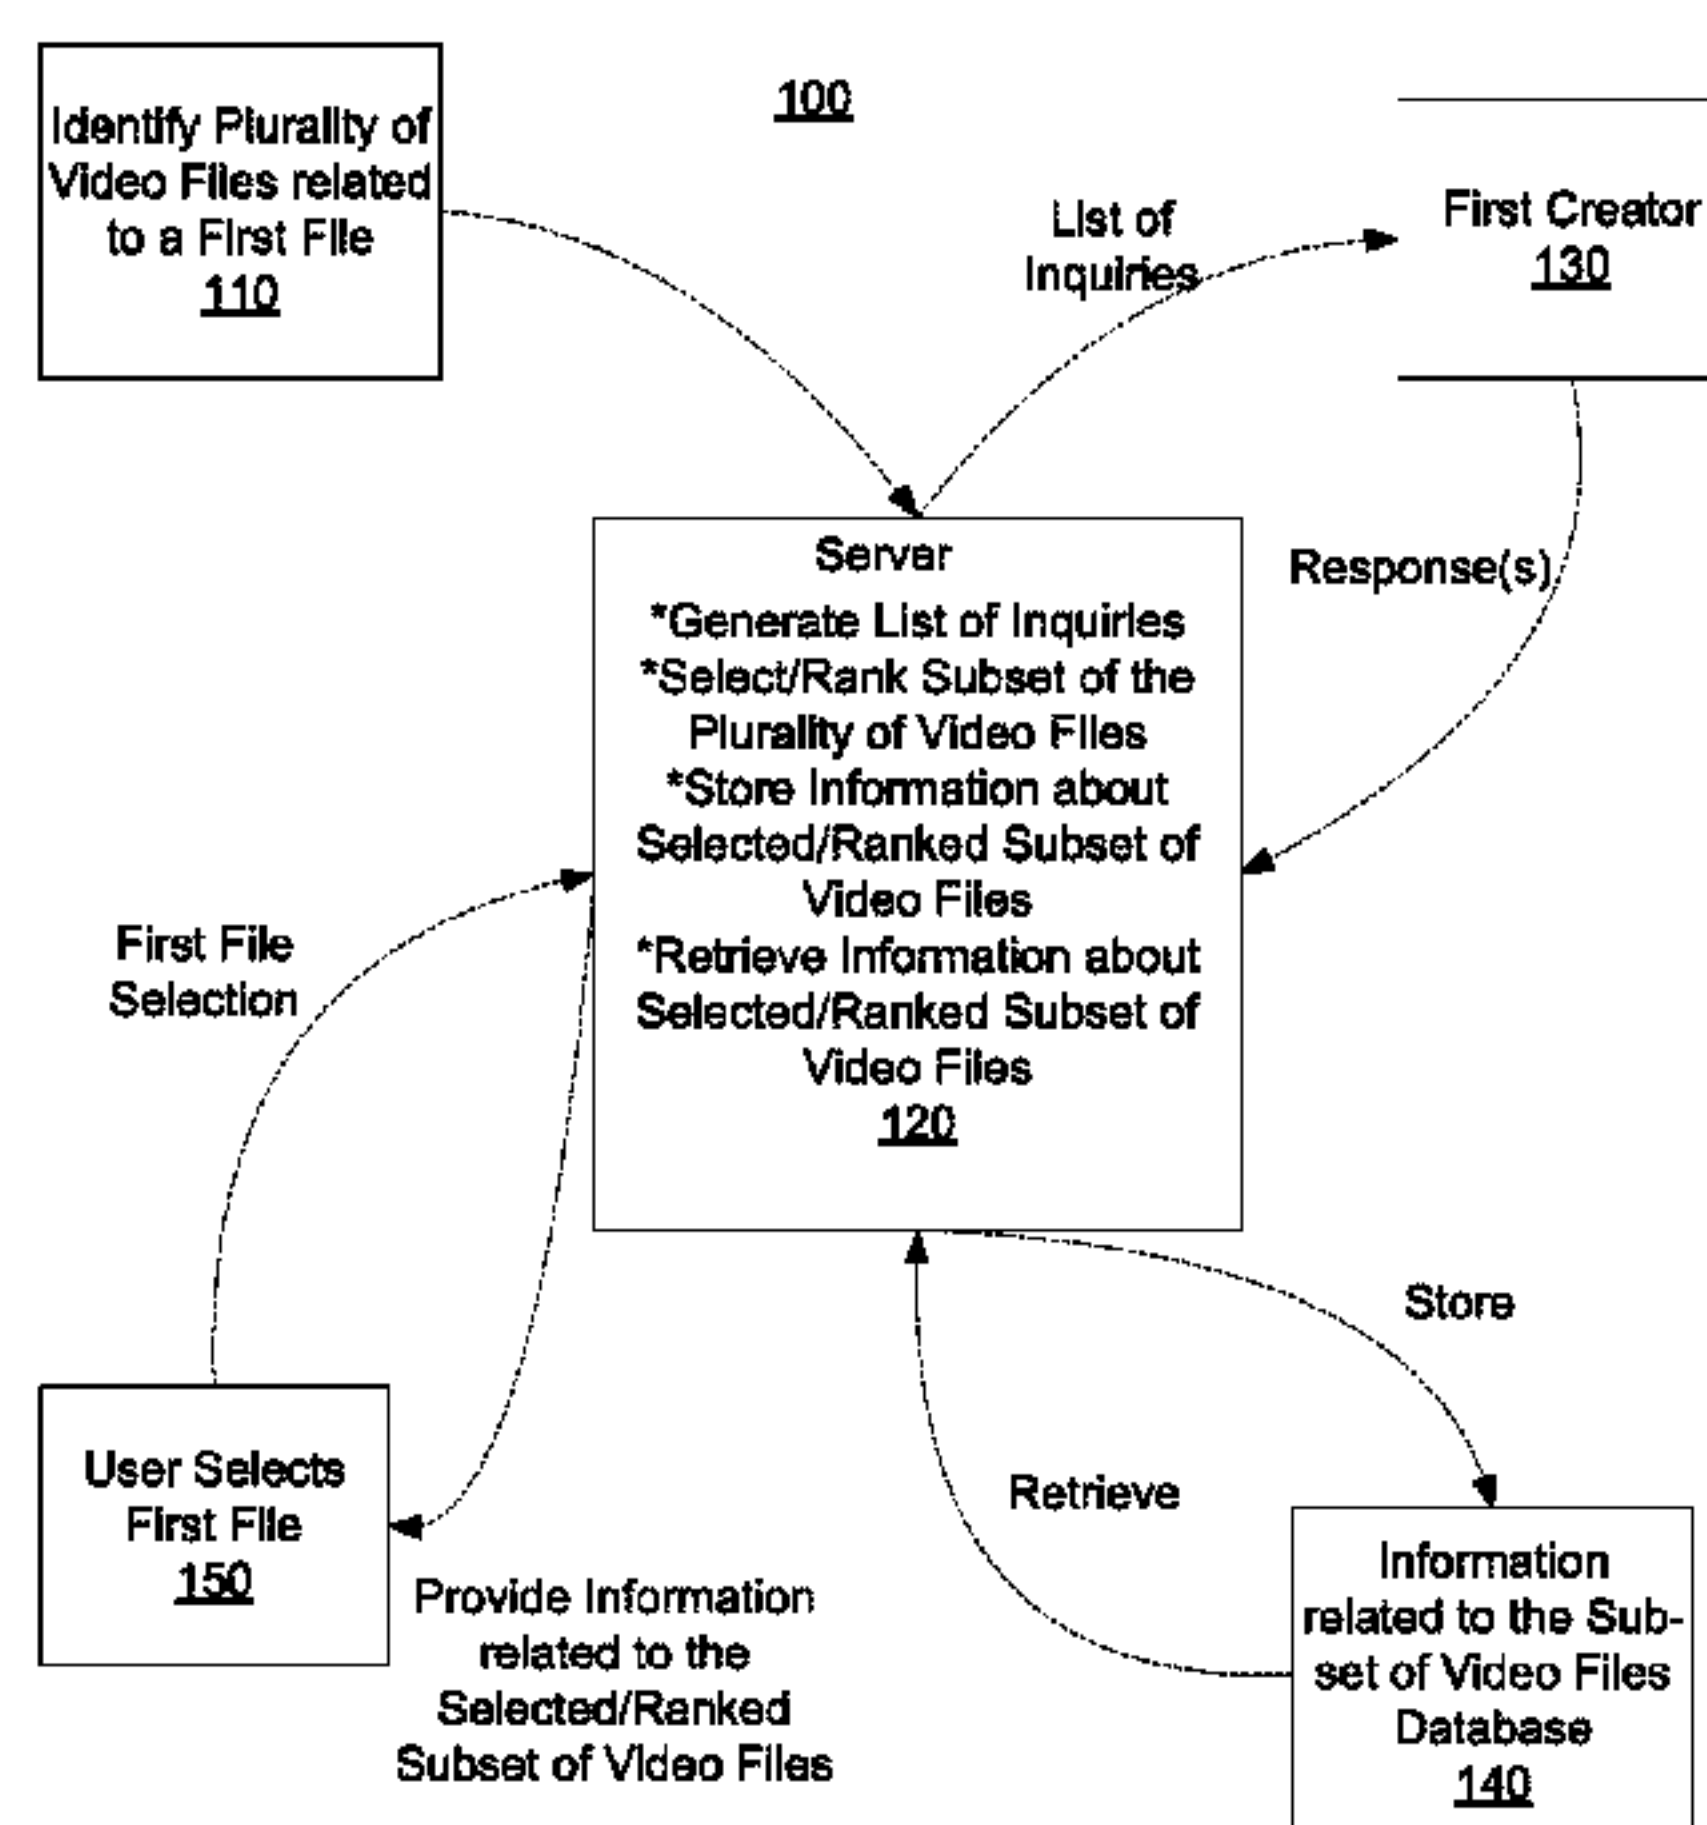 100
Identify Plurality of
Video Files related
to a First File
110
List of
Inquiries
First Creator
130
Server
*Generate List of Inquiries
*Select/Rank Subset of the
Plurality of Video Files
*Store Information about
Selected/Ranked Subset of
Video Files
*Retrieve Information about
Selected/Ranked Subset of
Video Files
120
Response(s)
First File
Selection
User Selects
First File
150
Provide Information
related to the
Selected/Ranked
Subset of Video Files
Store
Retrieve
Information
related to the Sub-
set of Video Files
Database
140